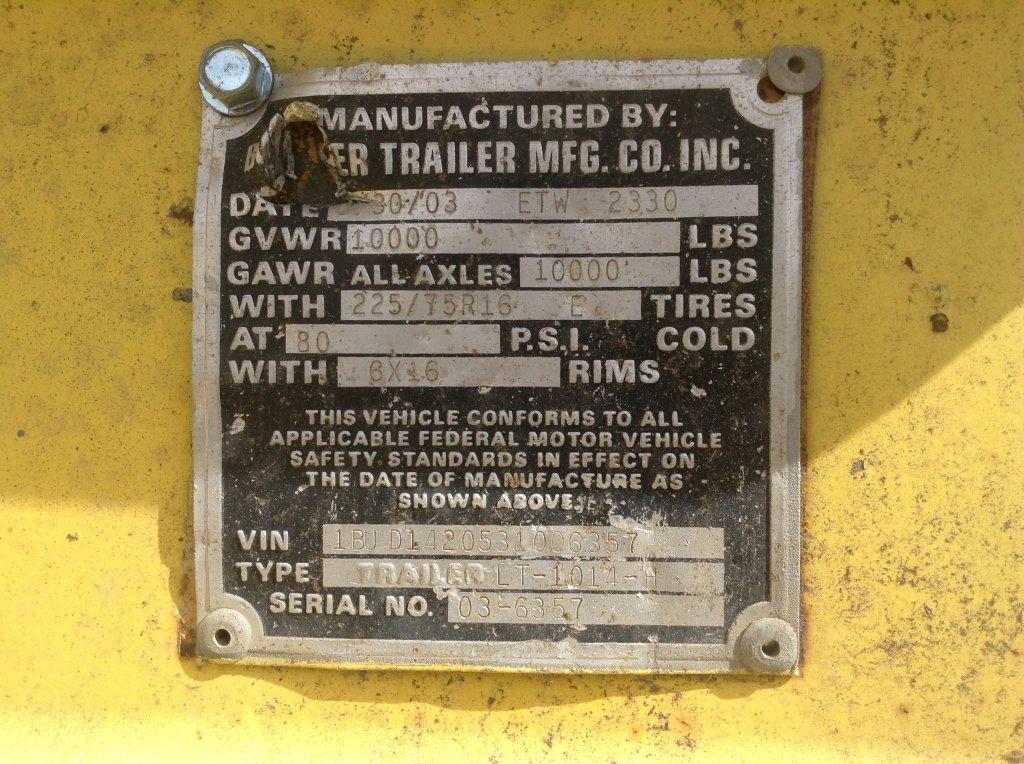 MANUFACTURED BY:
ER TRAILER MFG. CO. INC.
DATE 30/03 ETW 2330
GVWR 10000 LBS
GAWR ALL AXLES 10000 LBS
WITH 225/75R16 E TIRES
AT 80 P.S.I. COLD
WITH 6X16 RIMS
THIS VEHICLE CONFORMS TO ALL
APPLICABLE FEDERAL MOTOR VEHICLE
SAFETY STANDARDS IN EFFECT ON
THE DATE OF MANUFACTURE AS
SHOWN ABOVE.
VIN 1BUD1420531006357
TYPE TRAILER LT-1014-H
SERIAL NO. 03-6357